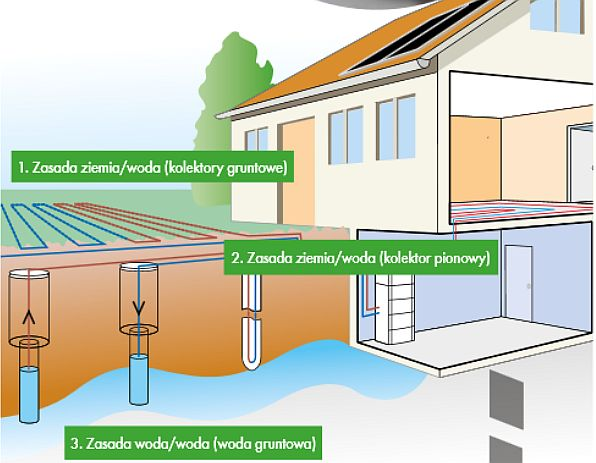 1. Zasada ziemia/woda (kolektory gruntowe)
2. Zasada ziemia/woda (kolektor pionowy)
3. Zasada woda/woda (woda gruntowa)